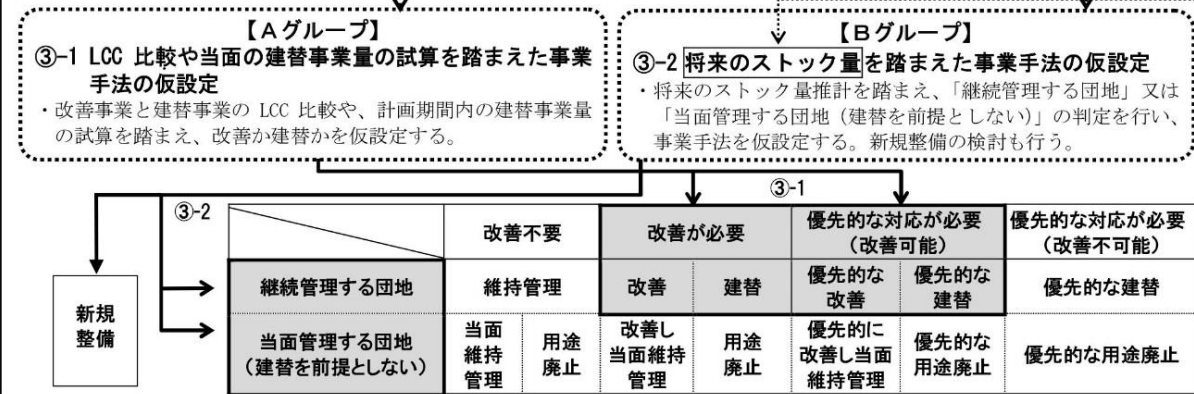 【Aグループ】
③-1 LCC 比較や当面の建替事業量の試算を踏まえた事業
手法の仮設定
・改善事業と建替事業の LCC 比較や、計画期間内の建替事業量
の試算を踏まえ、改善か建替かを仮設定する。
【Bグループ】
③-2 将来のストック量を踏まえた事業手法の仮設定
・将来のストック量推計を踏まえ、「継続管理する団地」又は
「当面管理する団地（建替を前提としない）」の判定を行い、
事業手法を仮設定する。新規整備の検討も行う。
③-1
③-2
新規
整備
改善不要
改善が必要
優先的な対応が必要
（改善可能）
優先的な対応が必要
（改善不可能）
継続管理する団地
維持管理
改善
建替
優先的な
改善
優先的な
建替
優先的な建替
当面管理する団地
（建替を前提としない）
当面
維持
管理
用途
廃止
改善し
当面維持
管理
用途
廃止
優先的に
改善し当面
維持管理
優先的な
用途廃止
優先的な用途廃止